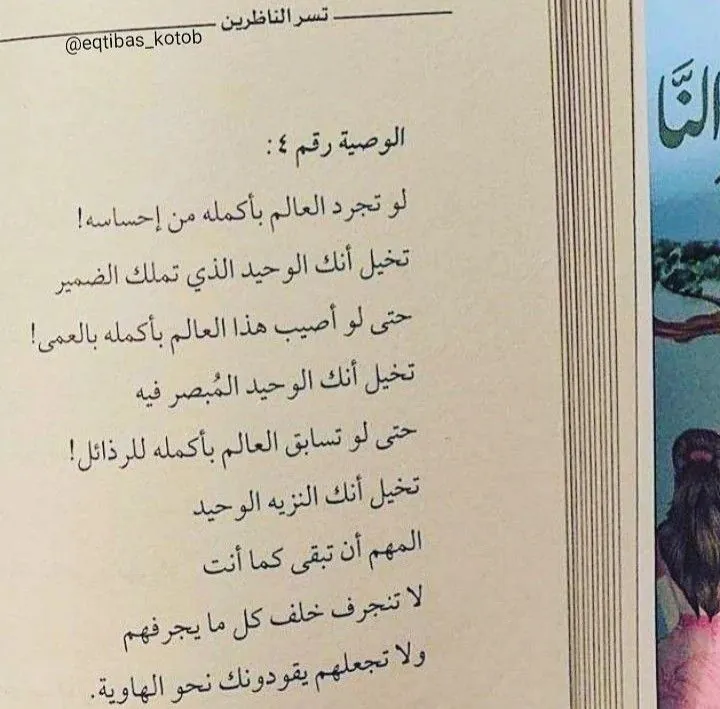 تسر الناظرين
@eqtibas_kotob
الوصية رقم ٤:
لو تجرد العالم بأكمله من إحساسه!
تخيل أنك الوحيد الذي تملك الضمير
حتى لو أصيب هذا العالم بأكمله بالعمى!
تخيل أنك الوحيد المُبصر فيه
حتى لو تسابق العالم بأكمله للرذائل!
تخيل أنك النزيه الوحيد
المهم أن تبقى كما أنت
لا تنجرف خلف كل ما يجرفهم
ولا تجعلهم يقودونك نحو الهاوية.
النَّا